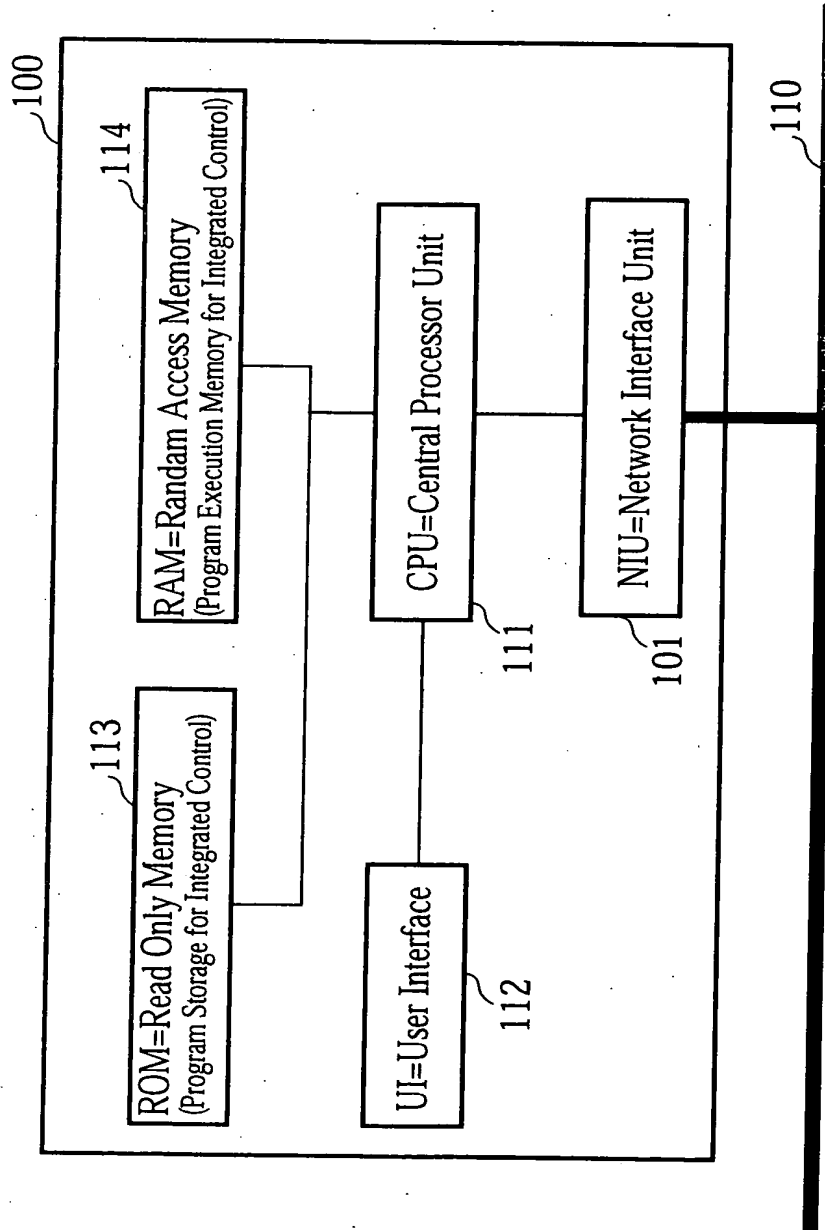 100
113
114
ROM=Read Only Memory
(Program Storage for Integrated Control)
RAM=Randam Access Memory
(Program Execution Memory for Integrated Control)
UI=User Interface
112
CPU=Central Processor Unit
111
NIU=Network Interface Unit
101
110